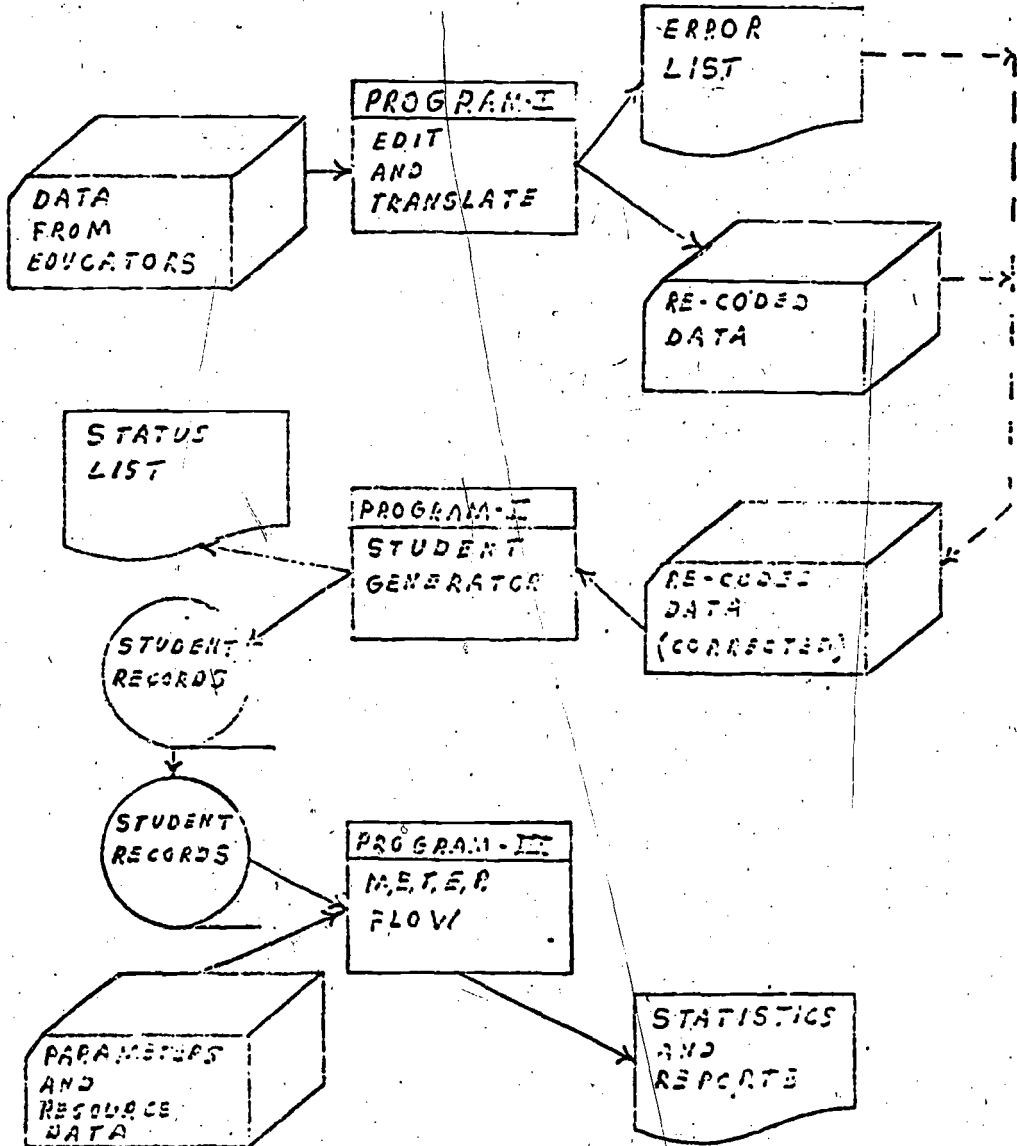 ERROR
LIST
PROGRAM-I
EDIT
AND
TRANSLATE
DATA
FROM
EDUCATORS
RE-CODED
DATA
STATUS
LIST
PROGRAM-II
STUDENT
GENERATOR
RE-CODED
DATA
(CORRECTED)
STUDENT
RECORDS
STUDENT
RECORDS
PROGRAM-III
M.E.T.E.R.
FLOW
PARAMETERS
AND
RESOURCE
DATA
STATISTICS
AND
REPORTS